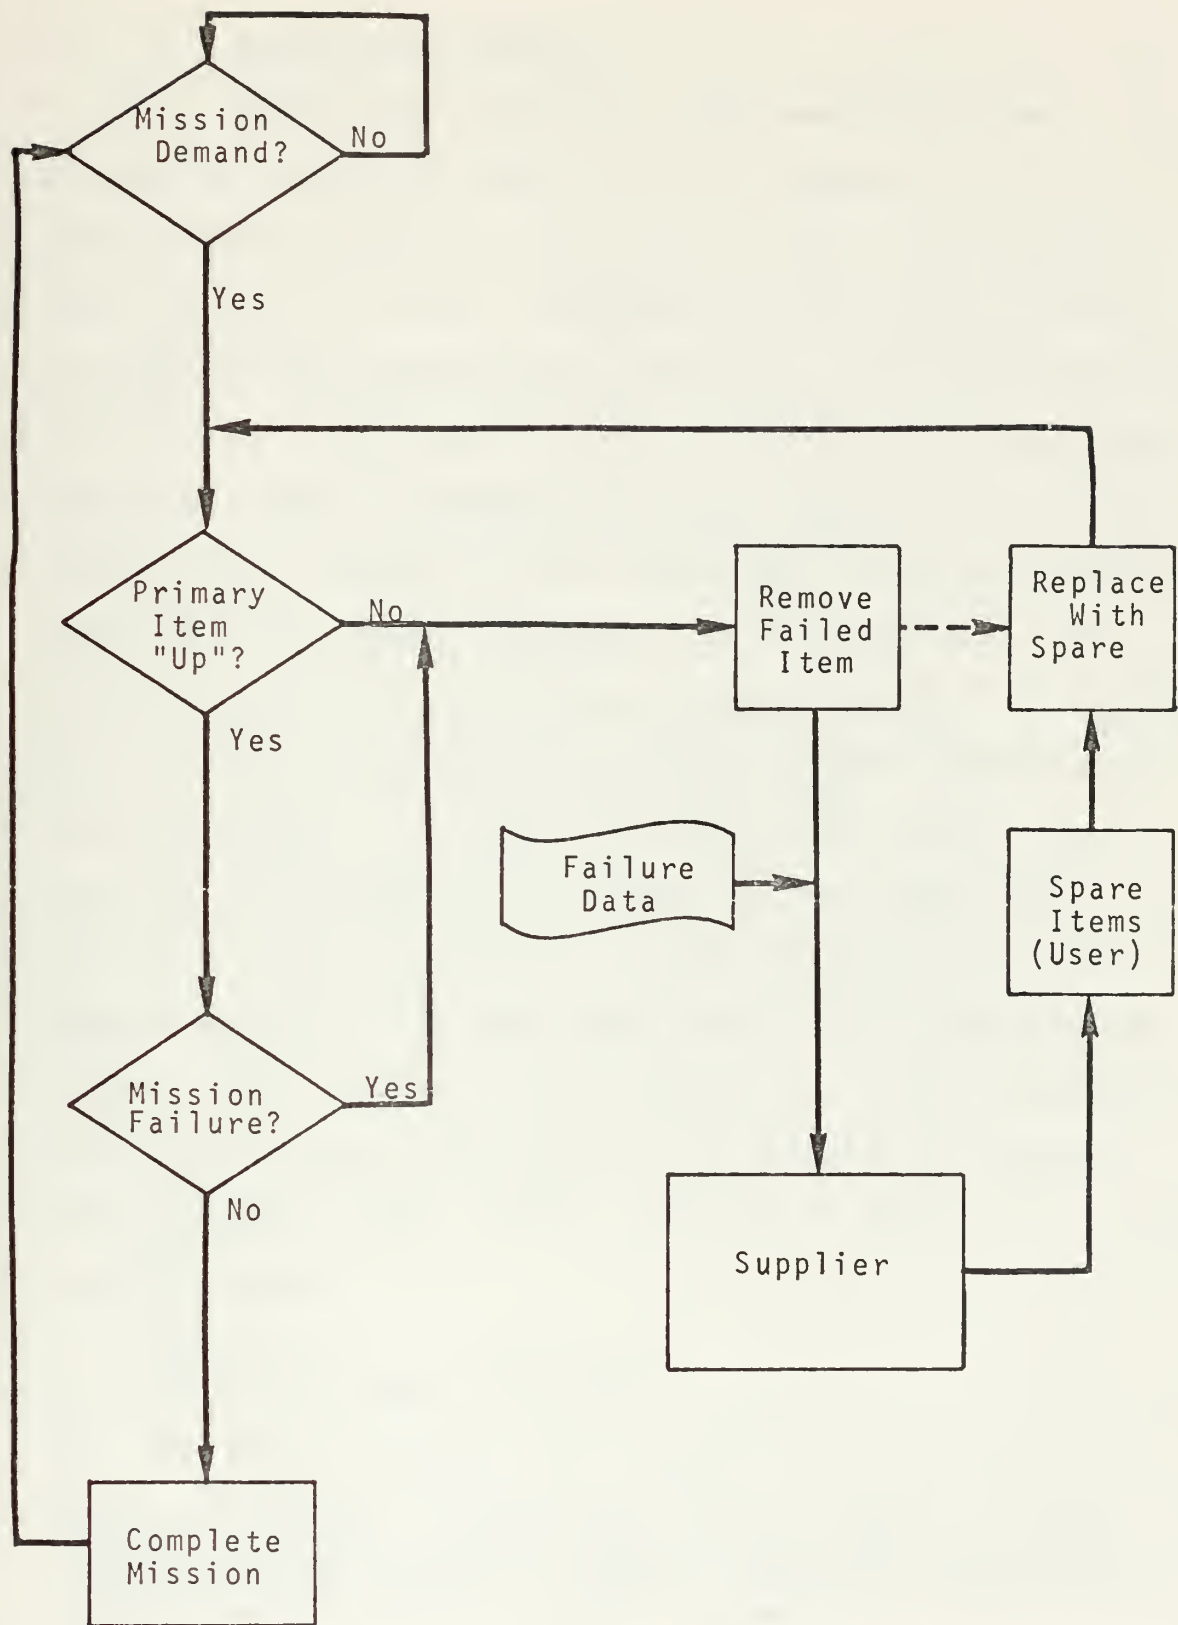 Mission
Demand?
No
Yes
Primary
Item
"Up"?
No
Yes
Remove
Failed
Item
Replace
With
Spare
Failure
Data
Spare
Items
(User)
Mission
Failure?
Yes
No
Supplier
Complete
Mission